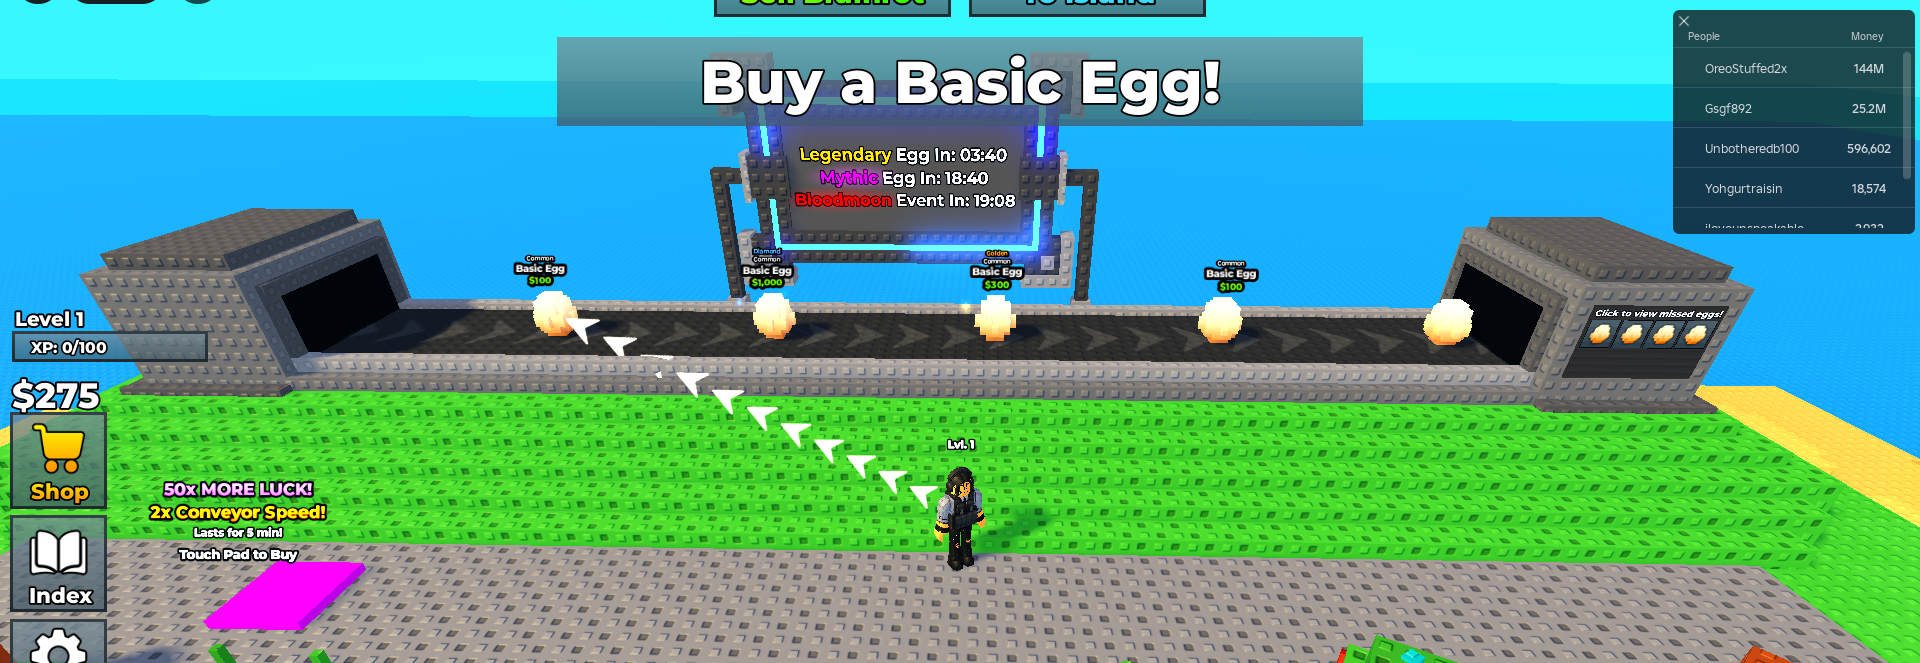 Sell Brainrot
To Island
Buy a Basic Egg!
People Money
OreoStuffed2x 144M
Gsgf892 25.2M
Unbotheredb100 596,602
Yohgurtraisin 18,574
Legendary Egg In: 03:40
Mythic Egg In: 18:40
Bloodmoon Event In: 19:08
Common
Basic Egg
$100
Diamond
Common
Basic Egg
$1,000
Golden
Common
Basic Egg
$300
Common
Basic Egg
$100
Click to view missed eggs!
Level 1
XP: 0/100
$275
Shop
Lvl. 1
50x MORE LUCK!
2x Conveyor Speed!
Lasts for 5 min!
Touch Pad to Buy
Index